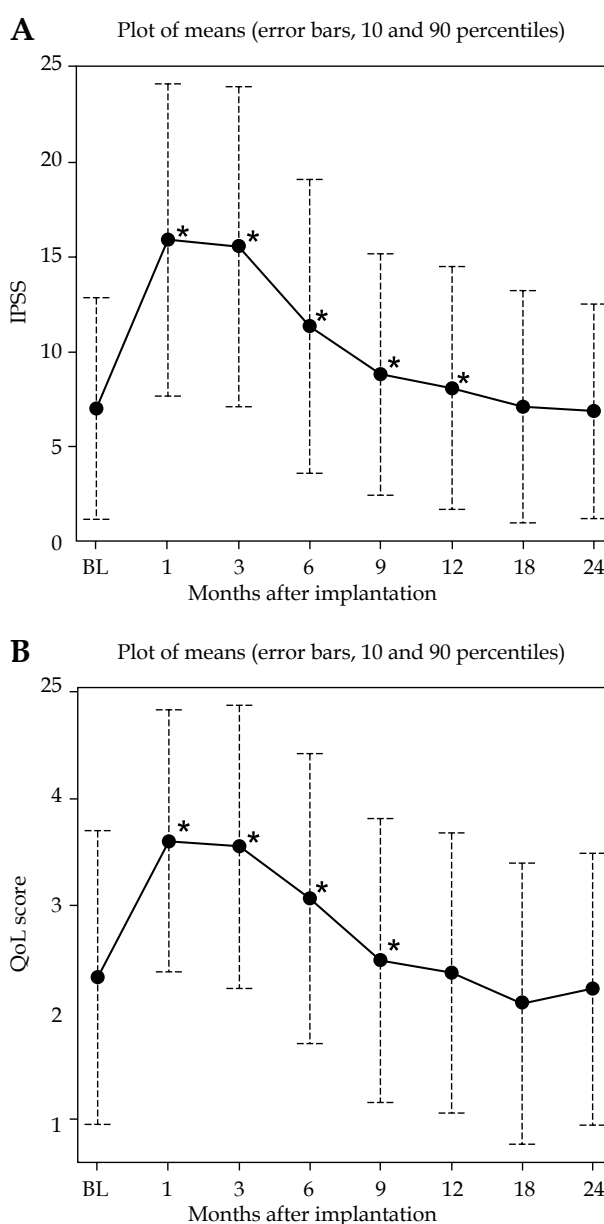 A
Plot of means (error bars, 10 and 90 percentiles)
25
20
15
10
5
0
IPSS
*
*
*
*
*
BL 1 3 6 9 12 18 24
Months after implantation
B
Plot of means (error bars, 10 and 90 percentiles)
25
4
3
2
1
QoL score
*
*
*
*
BL 1 3 6 9 12 18 24
Months after implantation